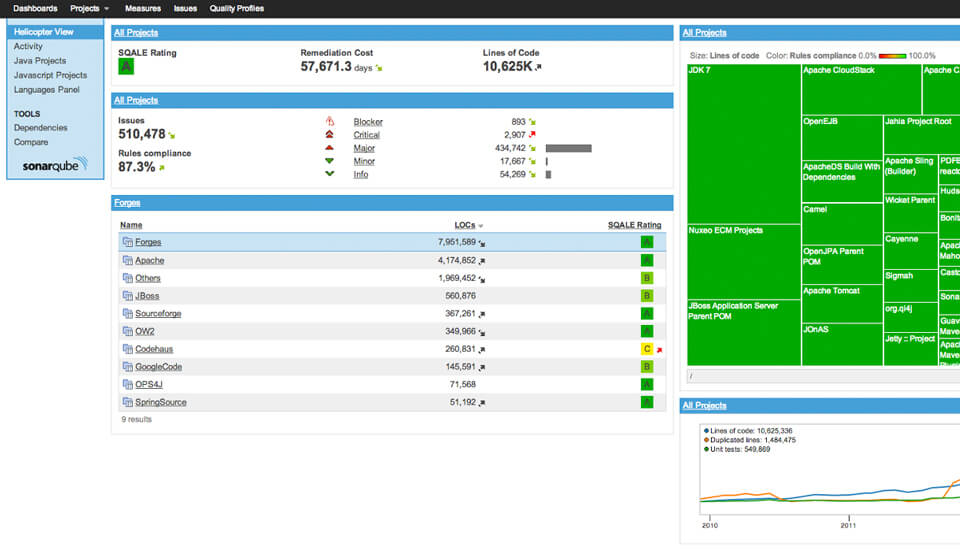 Dashboards Projects Measures Issues Quality Profiles
Helicopter View
Activity
Java Projects
Javascript Projects
Languages Panel
TOOLS
Dependencies
Compare
sonarqube
All Projects
SQALE Rating Remediation Cost Lines of Code
A 57,671.3 days 10,625K
All Projects
Issues
510,478
Rules compliance
87.3%
Blocker 893
Critical 2,907
Major 434,742
Minor 17,667
Info 54,269
Forges
Name LOCs SQALE Rating
Forges 7,951,589 A
Apache 4,174,852 A
Others 1,969,452 B
JBoss 560,876 B
Sourceforge 367,261 A
OW2 349,966 A
Codehaus 260,831 C
GoogleCode 145,591 B
OPS4J 71,568 A
SpringSource 51,192 A
9 results
All Projects
Size: Lines of code Color: Rules compliance 0.0% 100.0%
JDK 7
Nuxeo ECM Projects
JBoss Application Server
Parent POM
Apache CloudStack
Apache C
OpenEJB
ApacheDS Build With
Dependencies
Camel
OpenJPA Parent
POM
Apache Tomcat
JOnAS
Jahia Project Root
Apache Sling
(Builder)
Wicket Parent
Cayenne
Sigmah
org.qi4j
Jetty :: Project
PDFB
reacto
Huds
Bonit
Apac
Maho
Casto
Sona
Guav
Mave
Apac
Mave
/
All Projects
Lines of code: 10,625,336
Duplicated lines: 1,484,475
Unit tests: 549,869
2010 2011